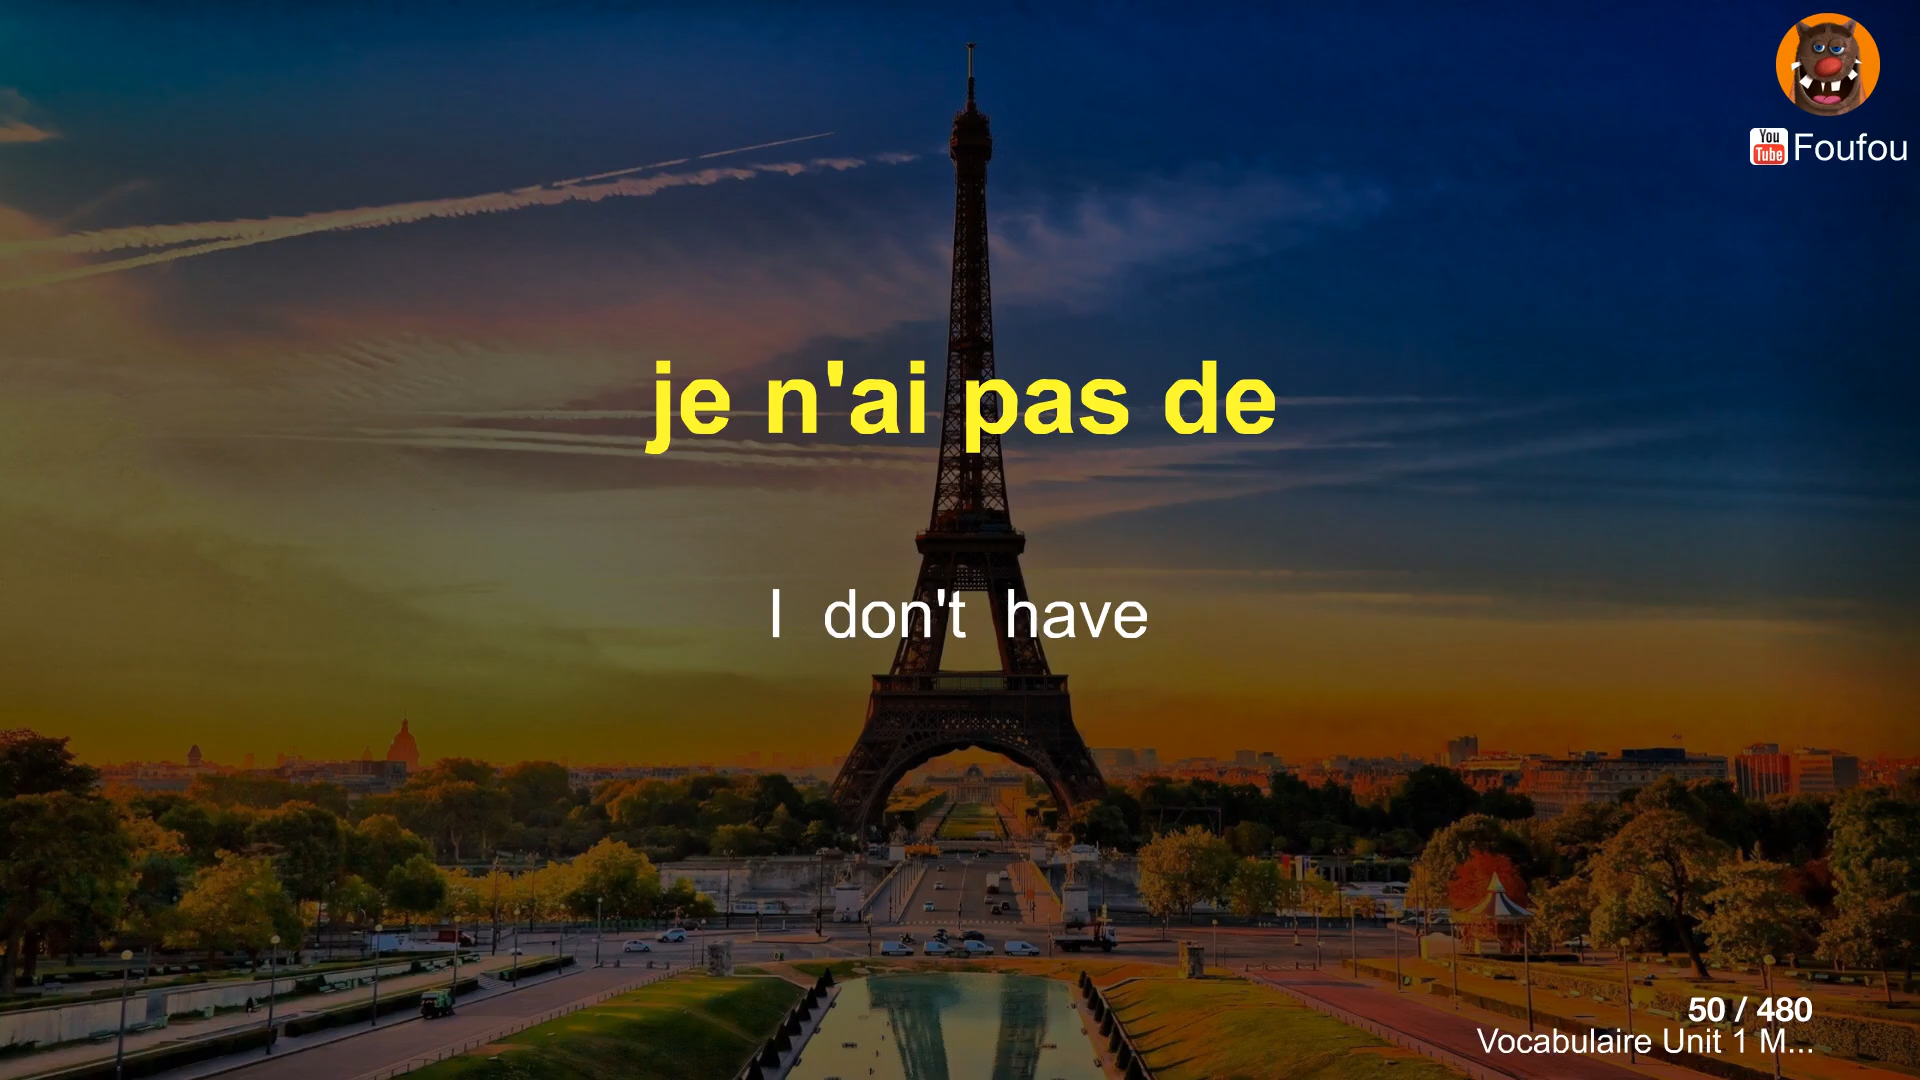 You
Tube Foufou
je n'ai pas de
I don't have
50 / 480
Vocabulaire Unit 1 M...